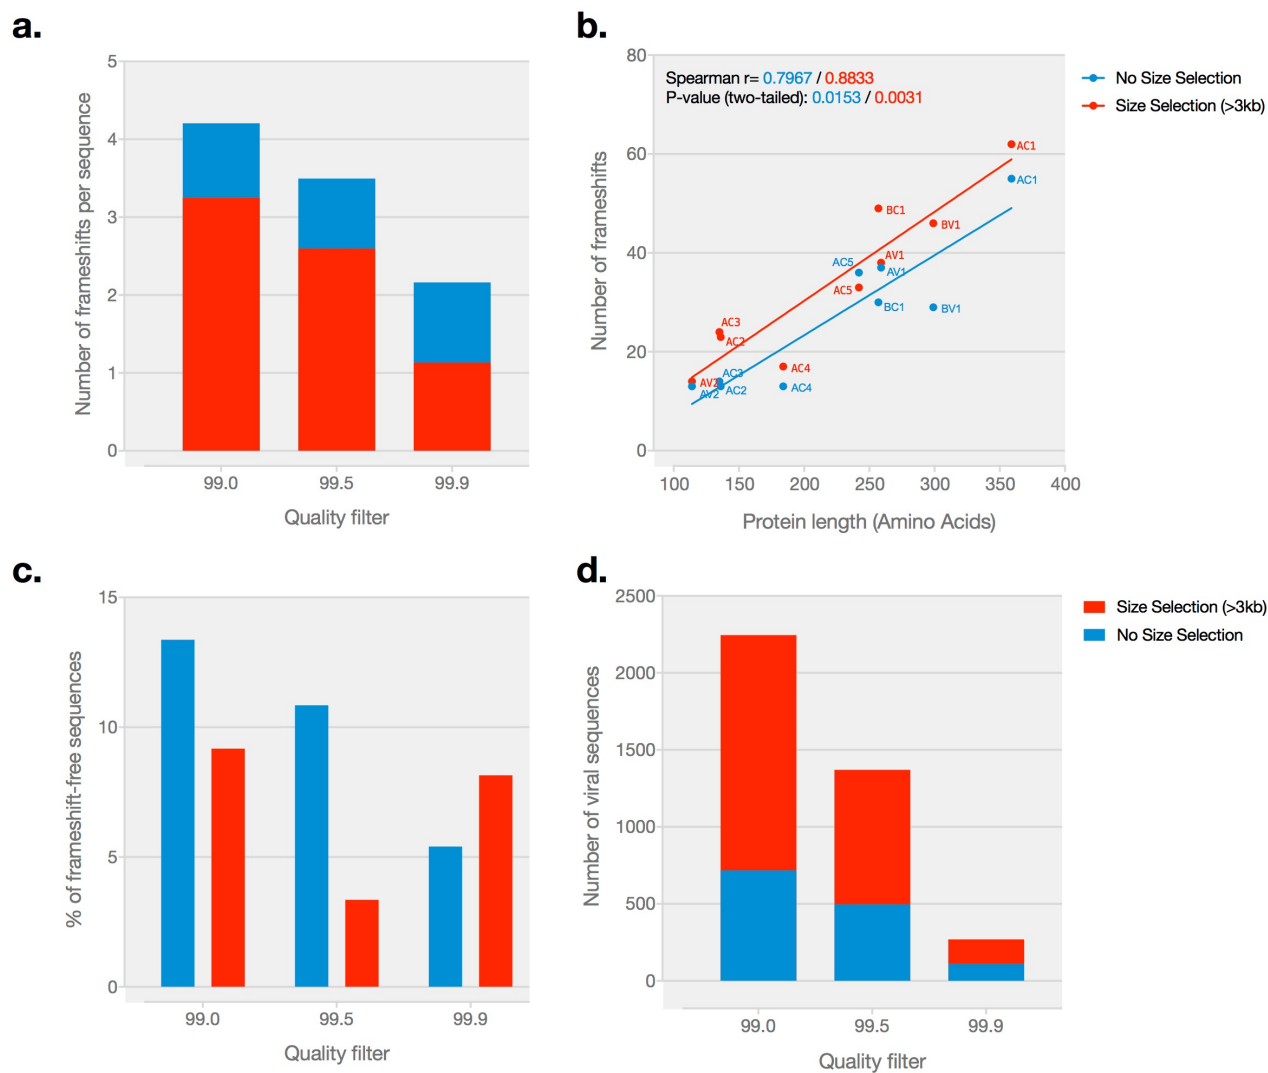 a.
Number of frameshifts per sequence
5
4
3
2
1
0
99.0 99.5 99.9
Quality filter
b.
Number of frameshifts
80
60
40
20
0
Spearman r= 0.7967 / 0.8833
P-value (two-tailed): 0.0153 / 0.0031
AC1
AC1
BC1
BV1
AV1
AC5
AV1
AC5
BC1
BV1
AC3
AC2
AC4
AC3
AV2
AC2
AC4
AV2
100 150 200 250 300 350 400
Protein length (Amino Acids)
No Size Selection
Size Selection (>3kb)
c.
% of frameshift-free sequences
15
10
5
0
99.0 99.5 99.9
Quality filter
d.
Number of viral sequences
2500
2000
1500
1000
500
0
99.0 99.5 99.9
Quality filter
Size Selection (>3kb)
No Size Selection